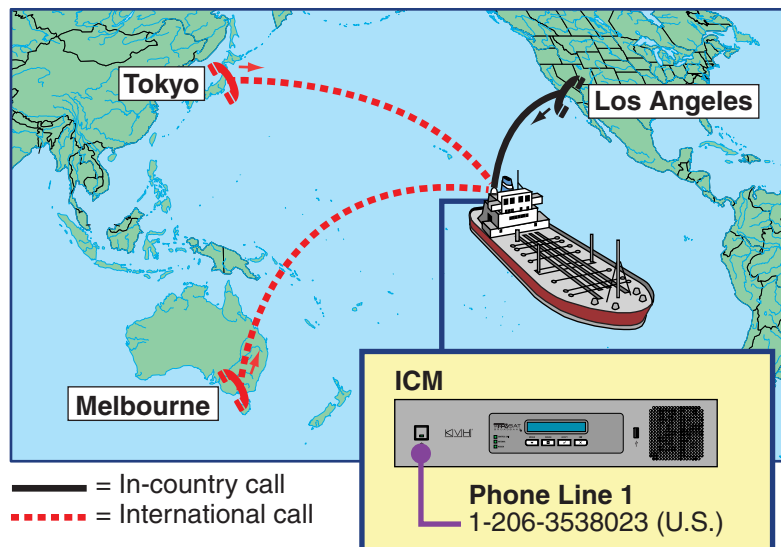 Tokyo
Los Angeles
Melbourne
ICM
KVH
Phone Line 1
1-206-3538023 (U.S.)
= In-country call
= International call